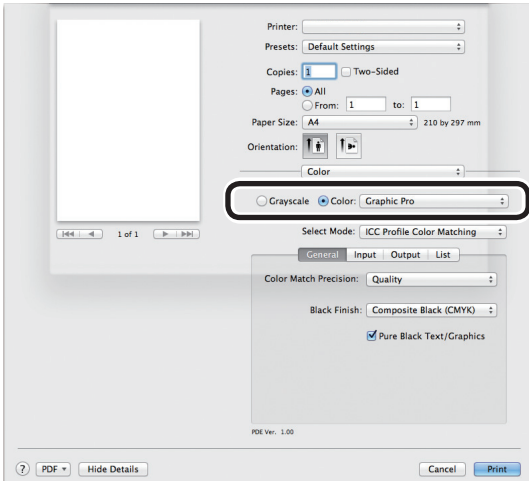 Printer:
Presets: Default Settings
Copies: 1 Two-Sided
Pages: All
From: 1 to: 1
Paper Size: A4 210 by 297 mm
Orientation:
Color
Grayscale Color: Graphic Pro
1 of 1
Select Mode: ICC Profile Color Matching
General Input Output List
Color Match Precision: Quality
Black Finish: Composite Black (CMYK)
Pure Black Text/Graphics
PDE Ver. 1.00
? PDF Hide Details Cancel Print